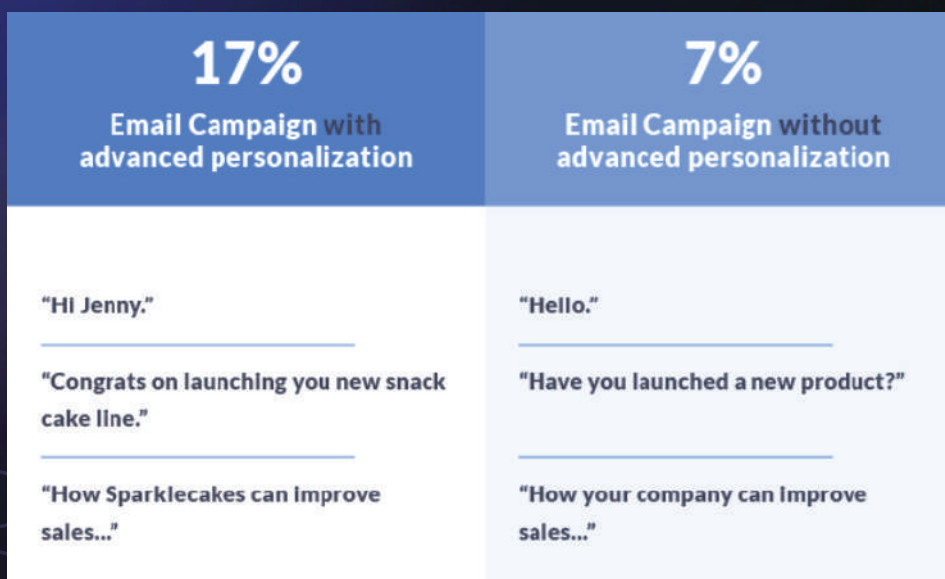 17%
Email Campaign with
advanced personalization
“Hi Jenny.”
“Congrats on launching you new snack
cake line.”
“How Sparklecakes can improve
sales...”
7%
Email Campaign without
advanced personalization
“Hello.”
“Have you launched a new product?”
“How your company can improve
sales...”